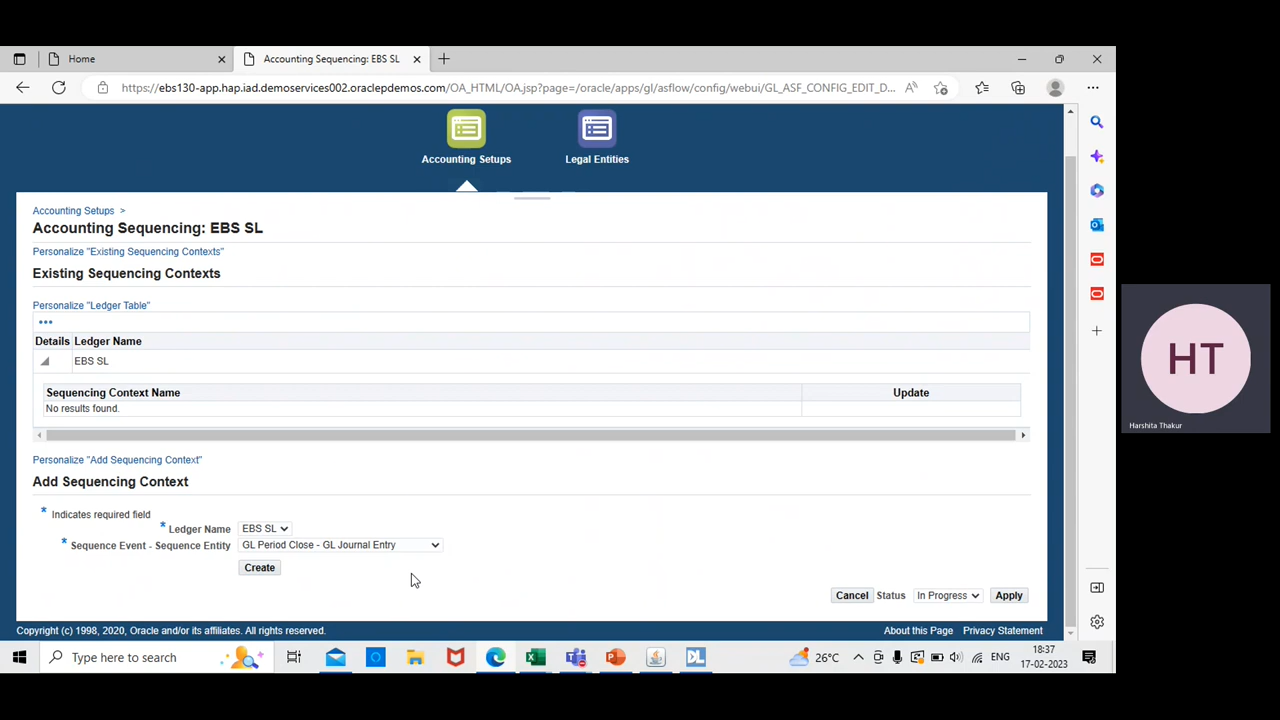 Home
Accounting Sequencing: EBS SL
https://ebs130-app.hap.iad.demoservices002.oraclepdemos.com/OA_HTML/OA.jsp?page=/oracle/apps/gl/asflow/config/webui/GL_ASF_CONFIG_EDIT_D...
Accounting Setups
Legal Entities
Accounting Setups >
Accounting Sequencing: EBS SL
Personalize "Existing Sequencing Contexts"
Existing Sequencing Contexts
Personalize "Ledger Table"
Details Ledger Name
EBS SL
Sequencing Context Name Update
No results found.
Personalize "Add Sequencing Context"
Add Sequencing Context
* Indicates required field
* Ledger Name EBS SL
* Sequence Event - Sequence Entity GL Period Close - GL Journal Entry
Create
Cancel Status In Progress Apply
Copyright (c) 1998, 2020, Oracle and/or its affiliates. All rights reserved. About this Page Privacy Statement
Type here to search
26°C
ENG
18:37
17-02-2023
DL
HT
Harshita Thakur